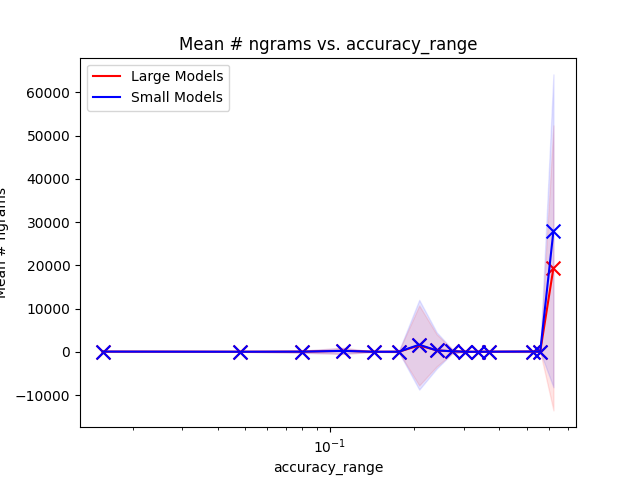 Mean # ngrams vs. accuracy_range
Large Models
Small Models
60000
50000
40000
30000
20000
10000
0
−10000
Mean # ngrams
10⁻¹
accuracy_range